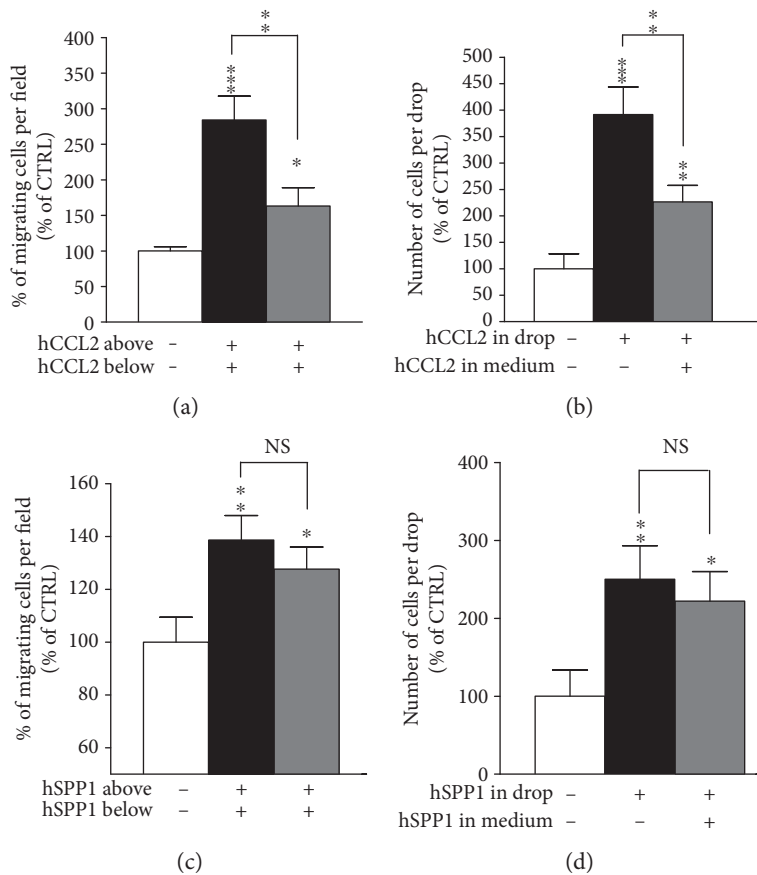 **
400
350
300
250
200
150
100
50
0
% of migrating cells per field
(% of CTRL)
***
*
hCCL2 above – + +
hCCL2 below – + +
(a)
**
500
450
400
350
300
250
200
150
100
50
0
Number of cells per drop
(% of CTRL)
***
**
hCCL2 in drop – + +
hCCL2 in medium – – +
(b)
NS
160
140
120
100
80
60
% of migrating cells per field
(% of CTRL)
**
*
hSPP1 above – + +
hSPP1 below – + +
(c)
NS
400
300
200
100
0
Number of cells per drop
(% of CTRL)
**
*
hSPP1 in drop – + +
hSPP1 in medium – – +
(d)